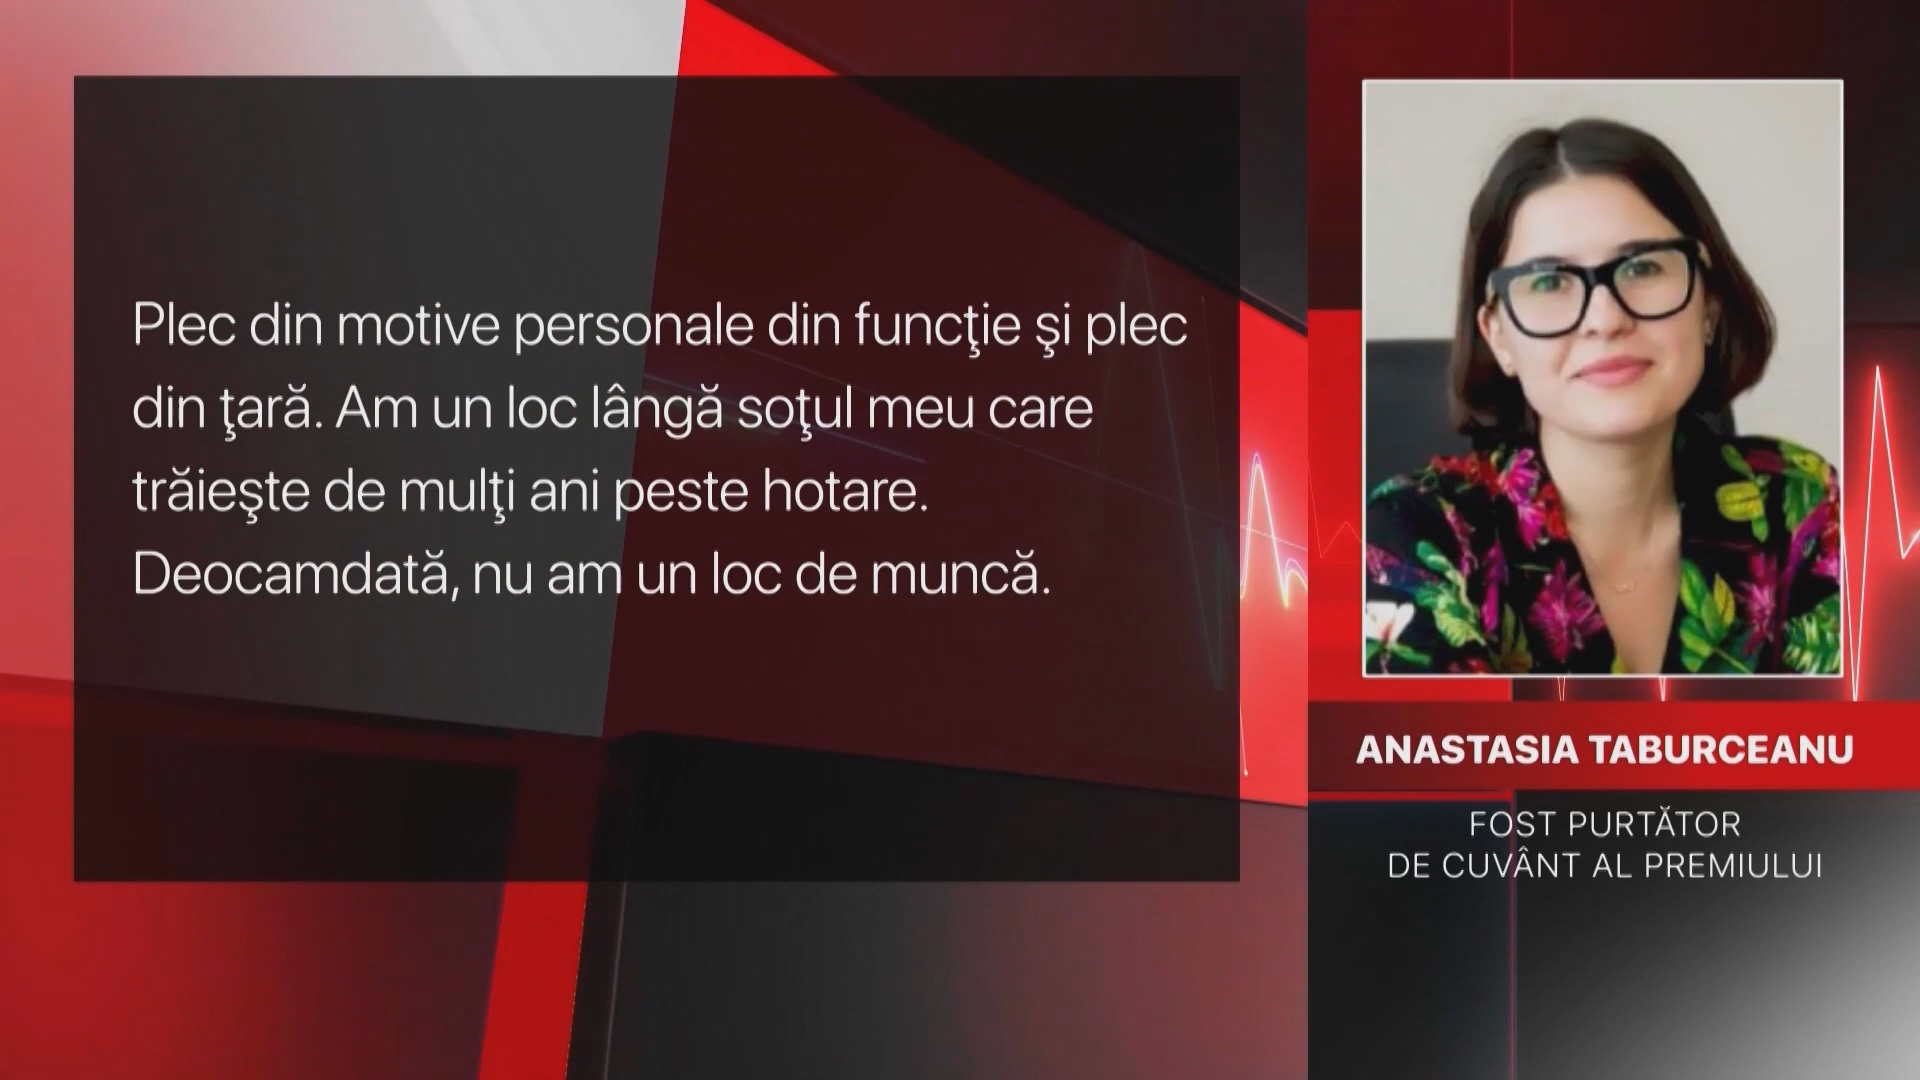 Plec din motive personale din funcţie şi plec
din ţară. Am un loc lângă soţul meu care
trăieşte de mulţi ani peste hotare.
Deocamdată, nu am un loc de muncă.
ANASTASIA TABURCEANU
FOST PURTĂTOR
DE CUVÂNT AL PREMIULUI